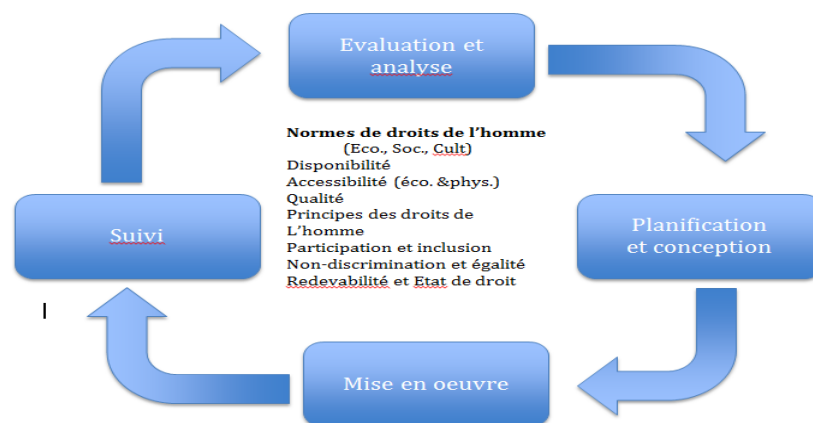 Evaluation et
analyse
Normes de droits de l’homme
(Eco., Soc., Cult)
Disponibilité
Accessibilité (éco. &phys.)
Qualité
Principes des droits de
L’homme
Participation et inclusion
Non-discrimination et égalité
Redevabilité et Etat de droit
Suivi
Planification
et conception
Mise en oeuvre